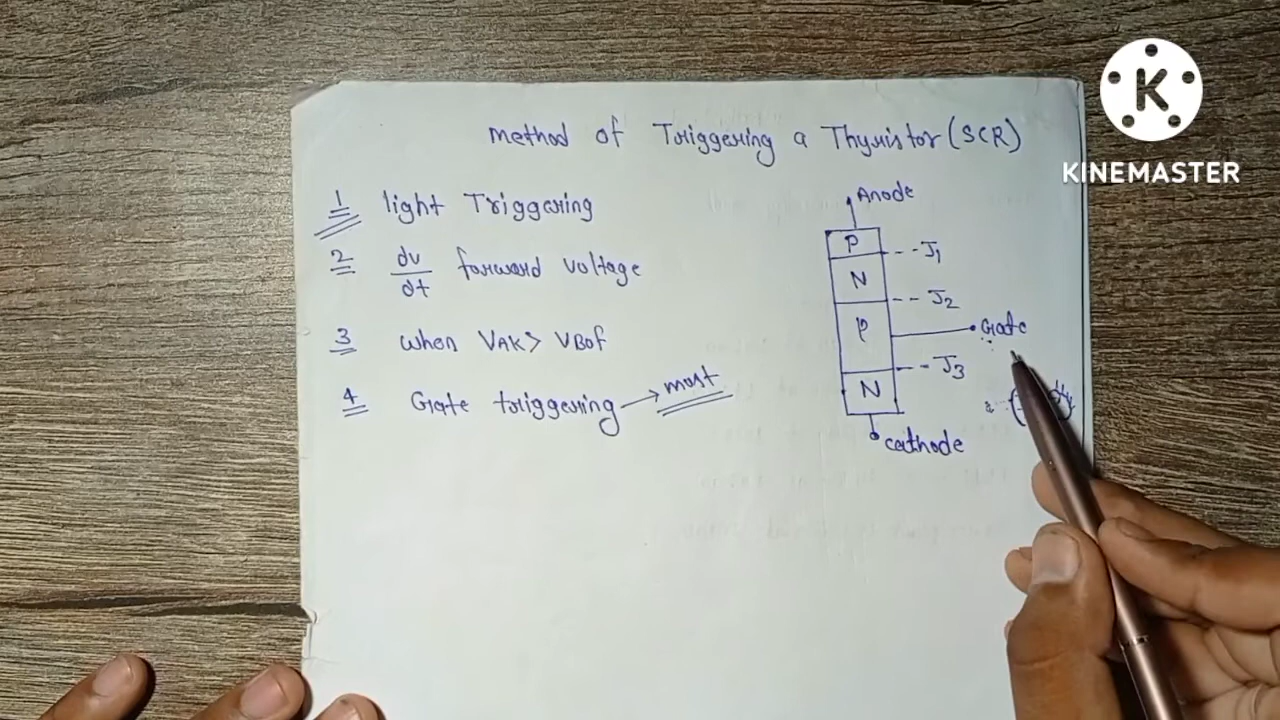 Method of Triggering a Thyristor (SCR)
1 light Triggering
2 dv/dt forward voltage
3 when VAK > VBOf
4 Gate triggering → most
Anode
P
J1
N
J2
P
Gate
J3
N
cathode
K
KINEMASTER